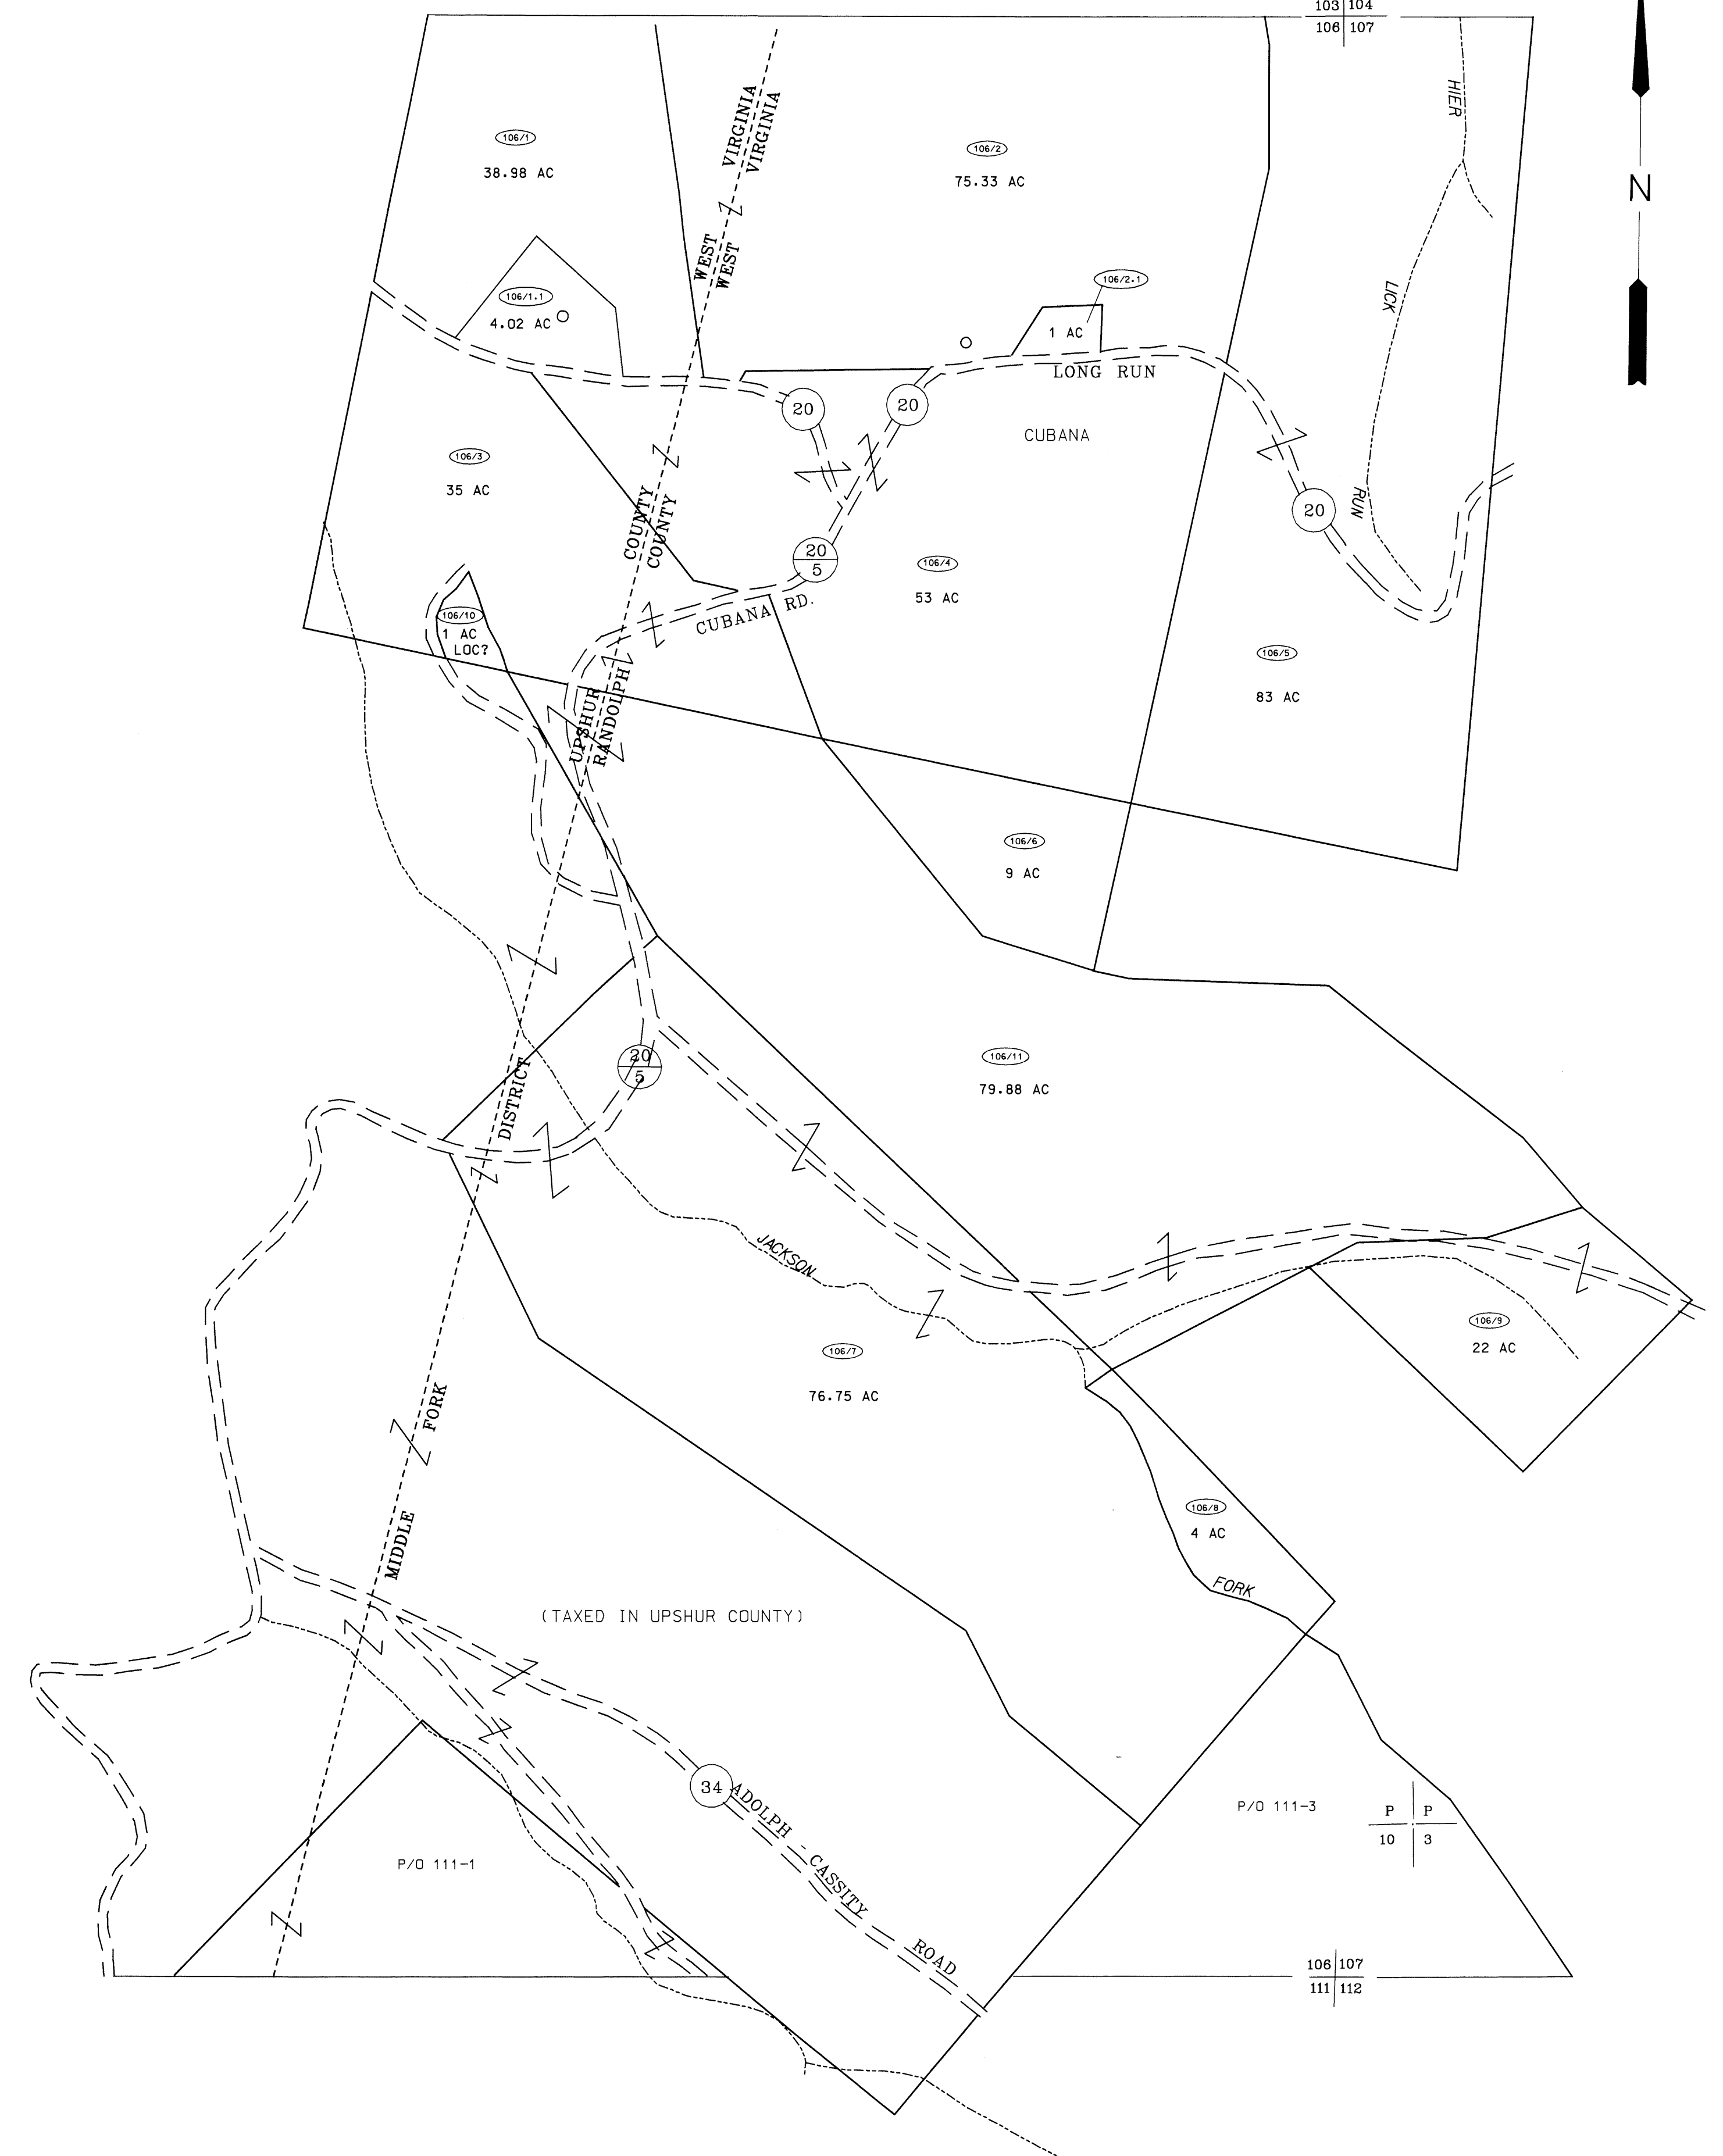 103 104
106 107
HIER
106/1
38.98 AC
VIRGINIA
VIRGINIA
106/2
75.33 AC
N
WEST
WEST
106/1.1
4.02 AC
106/2.1
1 AC
LICK
LONG RUN
20
20
CUBANA
106/3
35 AC
COUNTY
COUNTY
RUN
20
20
5
106/4
53 AC
CUBANA RD.
106/10
1 AC
LOC?
106/5
83 AC
UPSHUR
RANDOLPH
106/6
9 AC
20
5
106/11
79.88 AC
DISTRICT
JACKSON
106/7
76.75 AC
106/9
22 AC
FORK
106/8
4 AC
MIDDLE
FORK
(TAXED IN UPSHUR COUNTY)
34
ADOLPH - CASSITY ROAD
P/O 111-3
P P
10 3
P/O 111-1
106 107
111 112